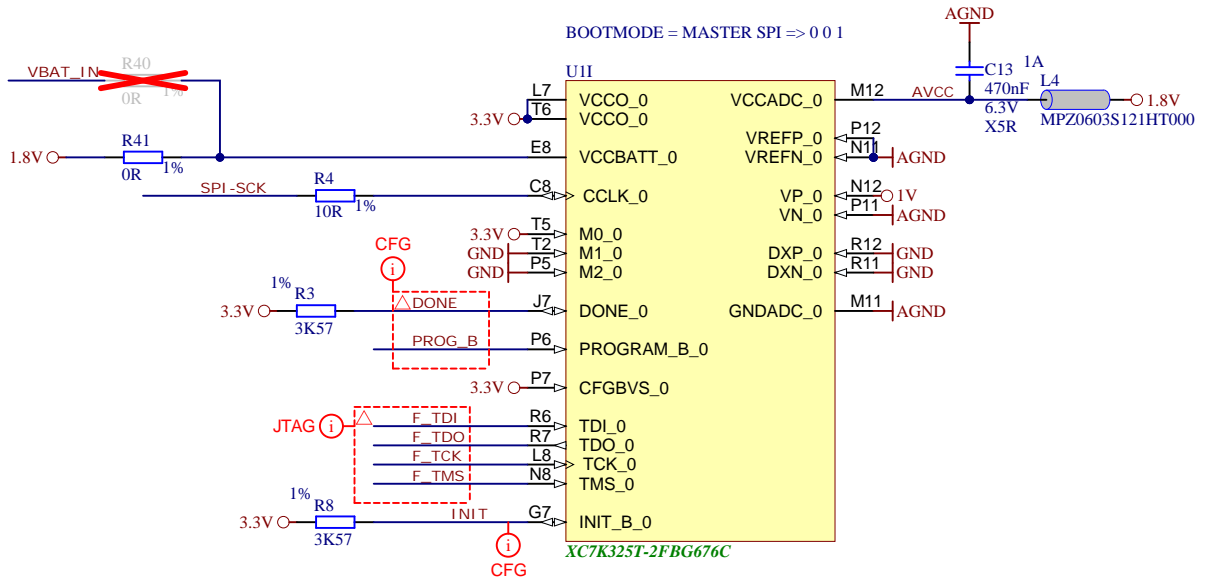 AGND
BOOTMODE = MASTER SPI => 0 0 1
VBAT_IN
R40
0R
1%
U1I
C13
470nF
6.3V
X5R
1A
L4
MPZ0603S121HT000
1.8V
AVCC
L7
VCCO_0
VCCADC_0
M12
3.3V
T6
VCCO_0
VREFP_0
P12
1.8V
R41
0R
1%
E8
VCCBATT_0
VREFN_0
N11
AGND
SPI-SCK
R4
10R
1%
C8
CCLK_0
VP_0
N12
1V
VN_0
P11
AGND
3.3V
T5
M0_0
GND
T2
M1_0
DXP_0
R12
GND
GND
P5
M2_0
DXN_0
R11
GND
CFG
i
1%
R3
3.3V
3K57
DONE
J7
DONE_0
GNDADC_0
M11
AGND
PROG_B
P6
PROGRAM_B_0
3.3V
P7
CFGBVS_0
JTAG
i
F_TDI
R6
TDI_0
F_TDO
R7
TDO_0
F_TCK
L8
TCK_0
F_TMS
N8
TMS_0
1%
R8
3.3V
3K57
INIT
G7
INIT_B_0
i
CFG
XC7K325T-2FBG676C